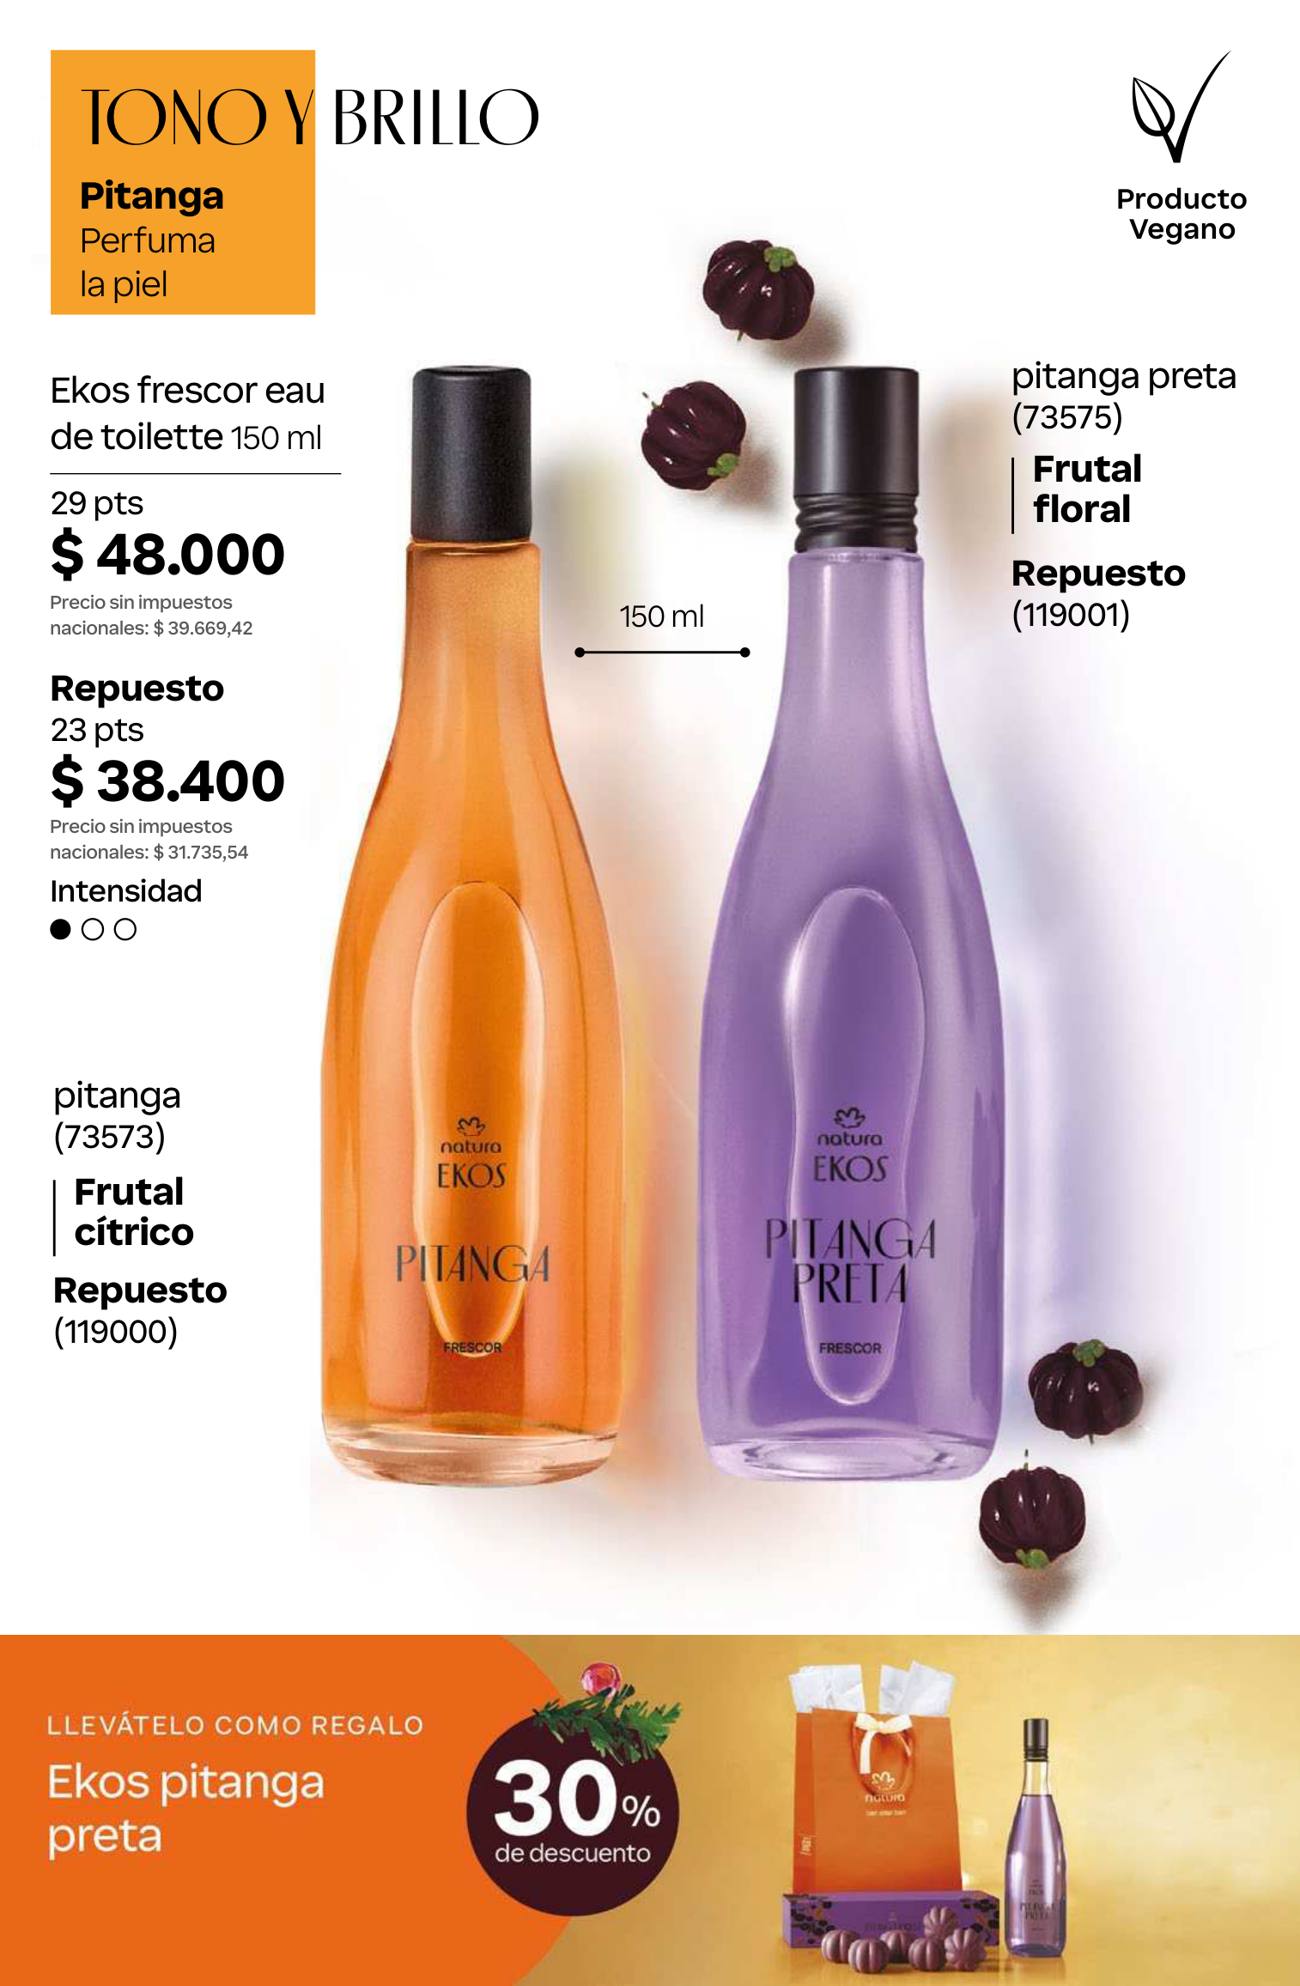 TONO Y BRILLO
Pitanga
Perfuma
la piel
Producto
Vegano
Ekos frescor eau
de toilette 150 ml
29 pts
$ 48.000
Precio sin impuestos
nacionales: $ 39.669,42
Repuesto
23 pts
$ 38.400
Precio sin impuestos
nacionales: $ 31.735,54
Intensidad
150 ml
pitanga preta
(73575)
Frutal
floral
Repuesto
(119001)
pitanga
(73573)
Frutal
cítrico
Repuesto
(119000)
natura
EKOS
PITANGA
FRESCOR
natura
EKOS
PITANGA
PRETA
FRESCOR
LLEVÁTELO COMO REGALO
Ekos pitanga
preta
30%
de descuento
natura
PITANGA
PRETA